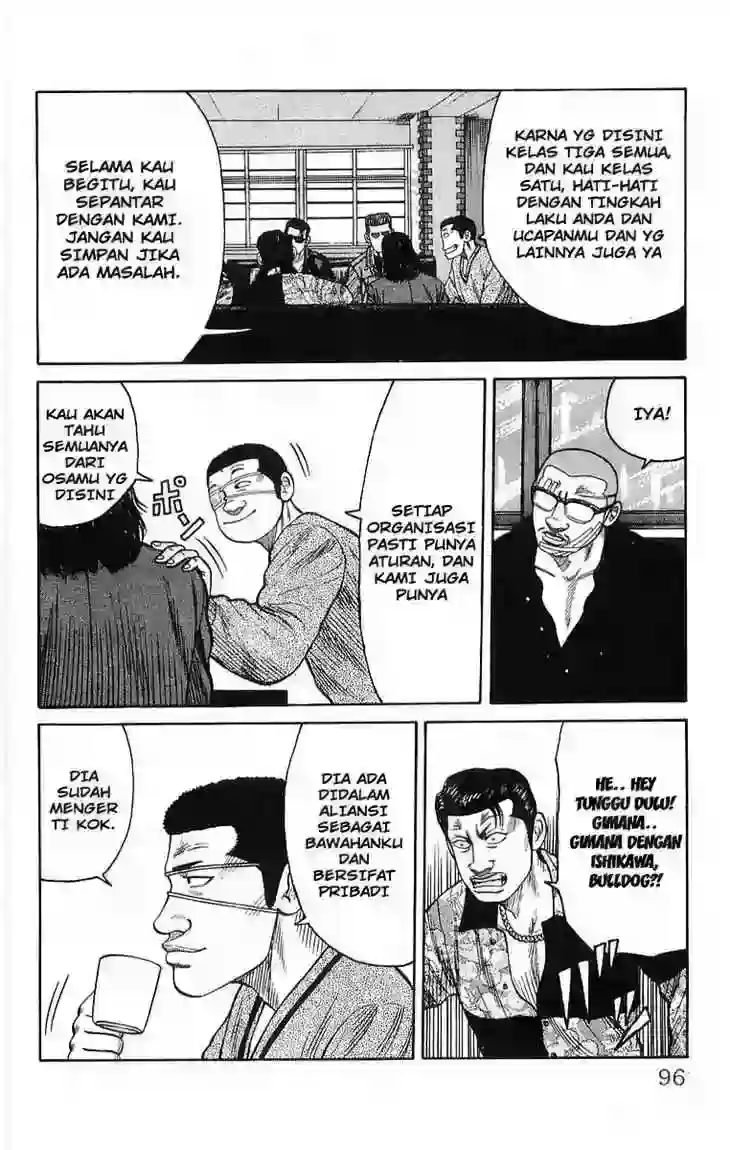 KARNA YG DISINI
KELAS TIGA SEMUA,
DAN KAU KELAS
SATU, HATI-HATI
DENGAN TINGKAH
LAKU ANDA DAN
UCAPANMU DAN YG
LAINNYA JUGA YA
SELAMA KAU
BEGITU, KAU
SEPANTAR
DENGAN KAMI.
JANGAN KAU
SIMPAN JIKA
ADA MASALAH.
IYA!
SETIAP
ORGANISASI
PASTI PUNYA
ATURAN, DAN
KAMI JUGA
PUNYA
KAU AKAN
TAHU
SEMUANYA
DARI
OSAMU YG
DISINI
ポン
HE.. HEY
TUNGGU DULU!
GIMANA..
GIMANA DENGAN
ISHIKAWA,
BULLDOG?!
DIA ADA
DIDALAM
ALIANSI
SEBAGAI
BAWAHANKU
DAN
BERSIFAT
PRIBADI
DIA
SUDAH
MENGER
TI KOK.
96